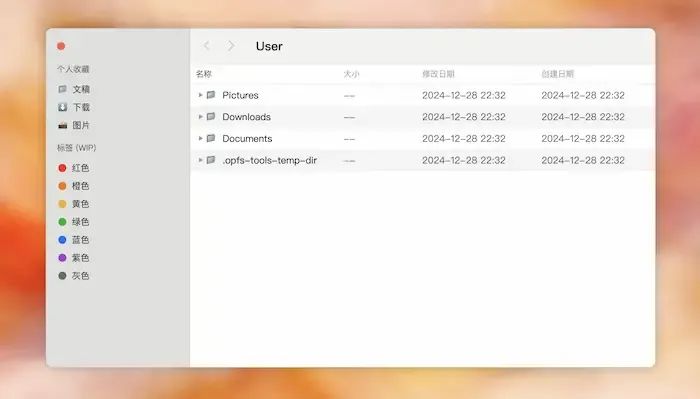 User
个人收藏
文稿
下载
图片
标签 (WIP)
红色
橙色
黄色
绿色
蓝色
紫色
灰色
名称 大小 修改日期 创建日期
Pictures -- 2024-12-28 22:32 2024-12-28 22:32
Downloads -- 2024-12-28 22:32 2024-12-28 22:32
Documents -- 2024-12-28 22:32 2024-12-28 22:32
.opfs-tools-temp-dir -- 2024-12-28 22:32 2024-12-28 22:32